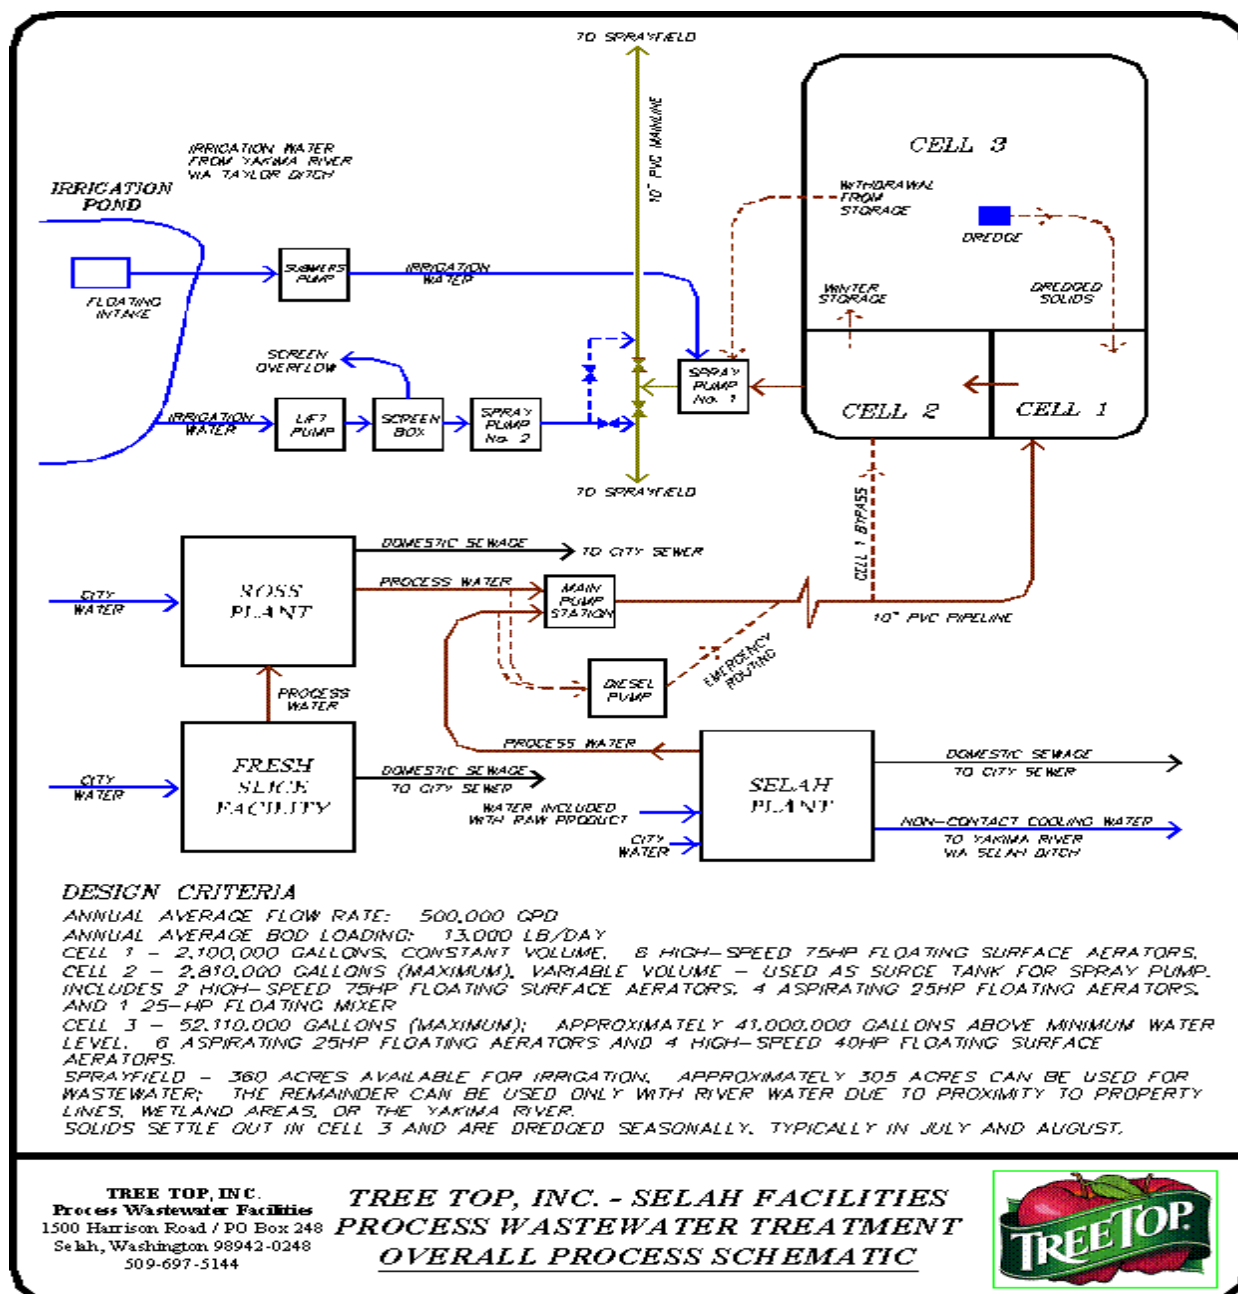 TO SPRAYFIELD
10" PVC MAINLINE
IRRIGATION WATER
FROM YAKIMA RIVER
VIA TAYLOR DITCH
IRRIGATION
POND
FLOATING
INTAKE
SUBMERS
PUMP
IRRIGATION
WATER
CELL 3
WITHDRAWAL
FROM
STORAGE
DREDGE
DREDGED
SOLIDS
WINTER
STORAGE
SCREEN
OVERFLOW
IRRIGATION
WATER
LIFT
PUMP
SCREEN
BOX
SPRAY
PUMP
No. 2
SPRAY
PUMP
No. 1
CELL 2
CELL 1
TO SPRAYFIELD
CELL 1 BYPASS
CITY
WATER
ROSS
PLANT
DOMESTIC SEWAGE
TO CITY SEWER
PROCESS WATER
MAIN
PUMP
STATION
10" PVC PIPELINE
EMERGENCY
ROUTING
DIESEL
PUMP
PROCESS
WATER
CITY
WATER
FRESH
SLICE
FACILITY
DOMESTIC SEWAGE
TO CITY SEWER
PROCESS WATER
WATER INCLUDED
WITH RAW PRODUCT
CITY
WATER
SELAH
PLANT
DOMESTIC SEWAGE
TO CITY SEWER
NON-CONTACT COOLING WATER
TO YAKIMA RIVER
VIA SELAH DITCH
DESIGN CRITERIA
ANNUAL AVERAGE FLOW RATE: 500,000 GPD
ANNUAL AVERAGE BOD LOADING: 13,000 LB/DAY
CELL 1 - 2,100,000 GALLONS, CONSTANT VOLUME, 6 HIGH-SPEED 75HP FLOATING SURFACE AERATORS.
CELL 2 - 2,810,000 GALLONS (MAXIMUM), VARIABLE VOLUME - USED AS SURGE TANK FOR SPRAY PUMP.
INCLUDES 2 HIGH-SPEED 75HP FLOATING SURFACE AERATORS, 4 ASPIRATING 25HP FLOATING AERATORS,
AND 1 25-HP FLOATING MIXER
CELL 3 - 52,110,000 GALLONS (MAXIMUM); APPROXIMATELY 41,000,000 GALLONS ABOVE MINIMUM WATER
LEVEL. 6 ASPIRATING 25HP FLOATING AERATORS AND 4 HIGH-SPEED 40HP FLOATING SURFACE
AERATORS.
SPRAYFIELD - 360 ACRES AVAILABLE FOR IRRIGATION, APPROXIMATELY 305 ACRES CAN BE USED FOR
WASTEWATER; THE REMAINDER CAN BE USED ONLY WITH RIVER WATER DUE TO PROXIMITY TO PROPERTY
LINES, WETLAND AREAS, OR THE YAKIMA RIVER.
SOLIDS SETTLE OUT IN CELL 3 AND ARE DREDGED SEASONALLY, TYPICALLY IN JULY AND AUGUST.
TREE TOP, INC.
Process Wastewater Facilities
1500 Harrison Road / PO Box 248
Selah, Washington 98942-0248
509-697-5144
TREE TOP, INC. - SELAH FACILITIES
PROCESS WASTEWATER TREATMENT
OVERALL PROCESS SCHEMATIC
TREE TOP